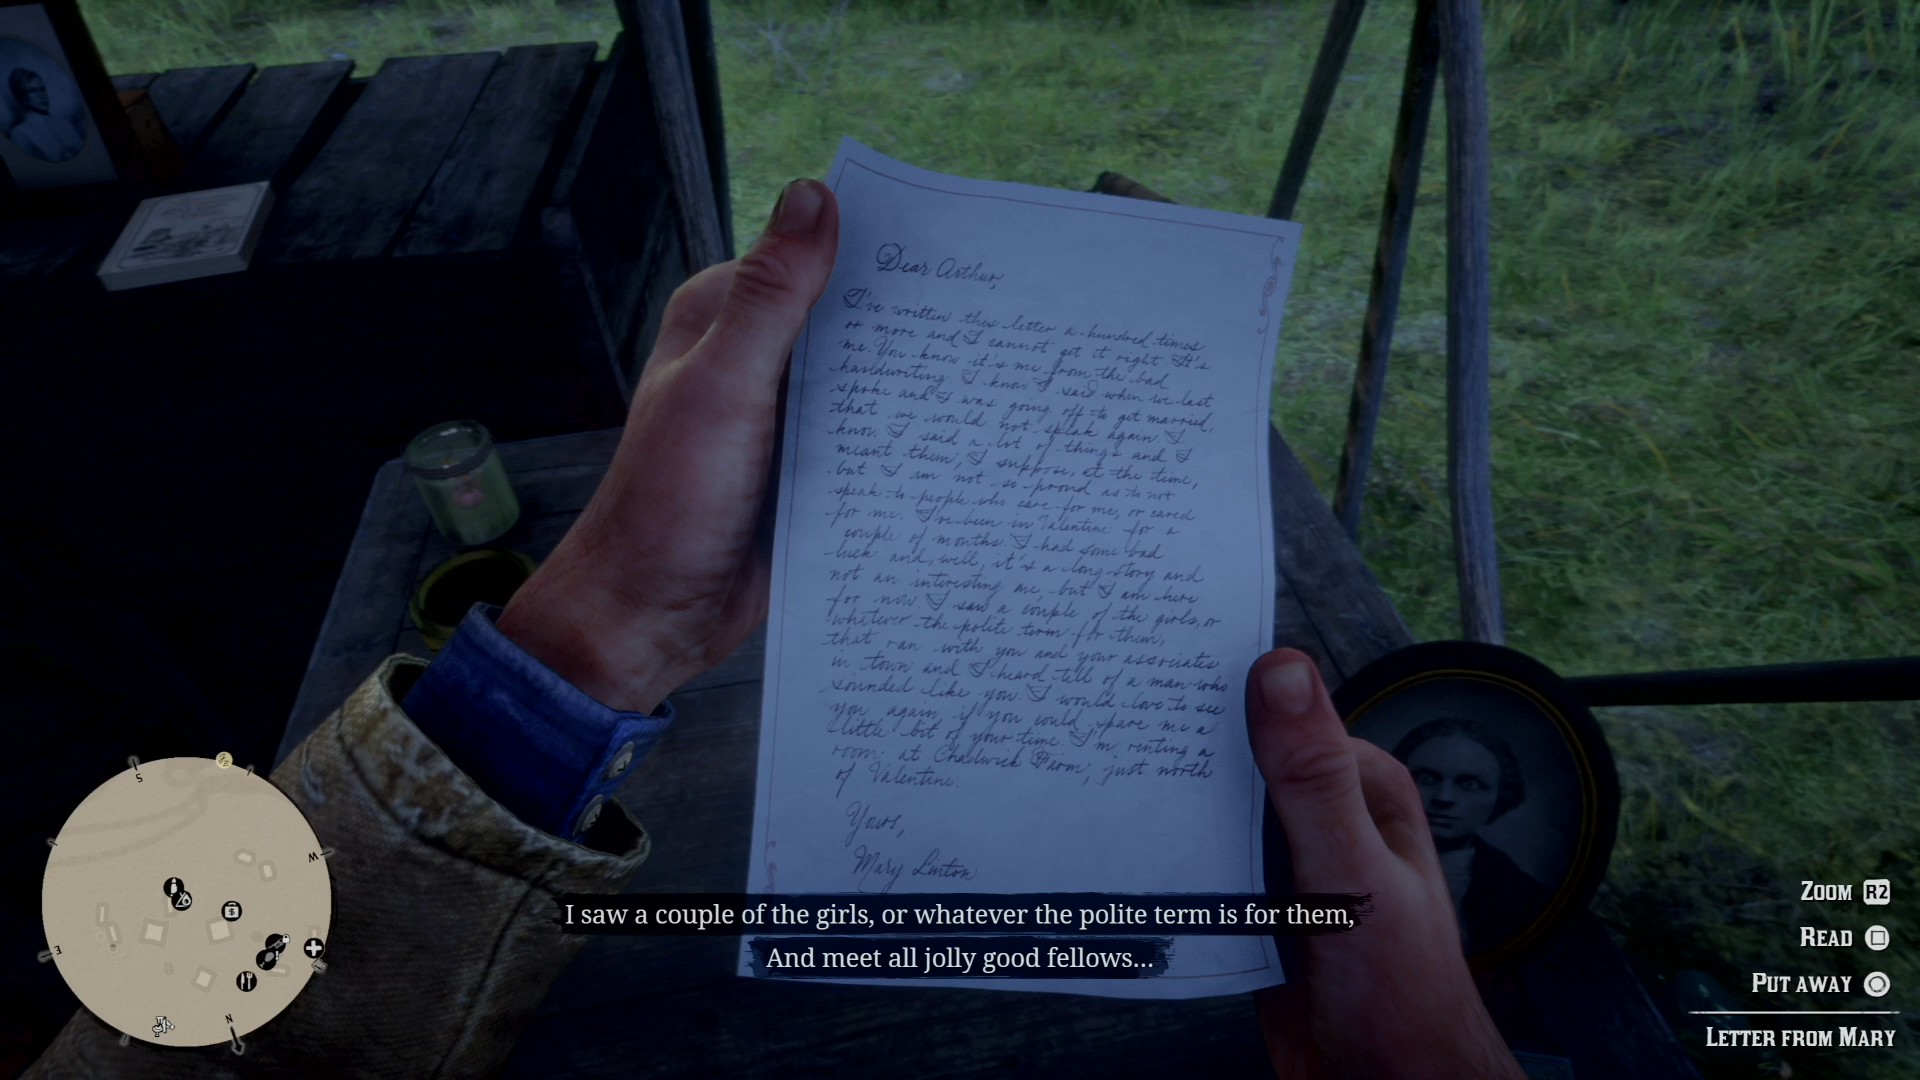 Dear Arthur,
I've written this letter a hundred times
or more and I cannot get it right. It's
me. You know it's me from the bad
handwriting. I know I said when we last
spoke and I was going off to get married,
that we would not speak again. I
know I said a lot of things and I
meant them, I suppose, at the time,
but I am not so proud as to not
speak to people who care for me, or cared
for me. I've been in Valentine for a
couple of months. I had some bad
luck and, well, it's a long story and
not an interesting one, but I am here
for now. I saw a couple of the girls, or
whatever the polite term for them,
that ran with you and your associates
in town and I heard tell of a man who
sounded like you. I would love to see
you again if you could spare me a
little bit of your time. I'm renting a
room at Chadwick Farm, just north
of Valentine.
Yours,
Mary Linton
I saw a couple of the girls, or whatever the polite term is for them,
And meet all jolly good fellows...
S
W
E
N
ZOOM R2
READ
PUT AWAY
LETTER FROM MARY